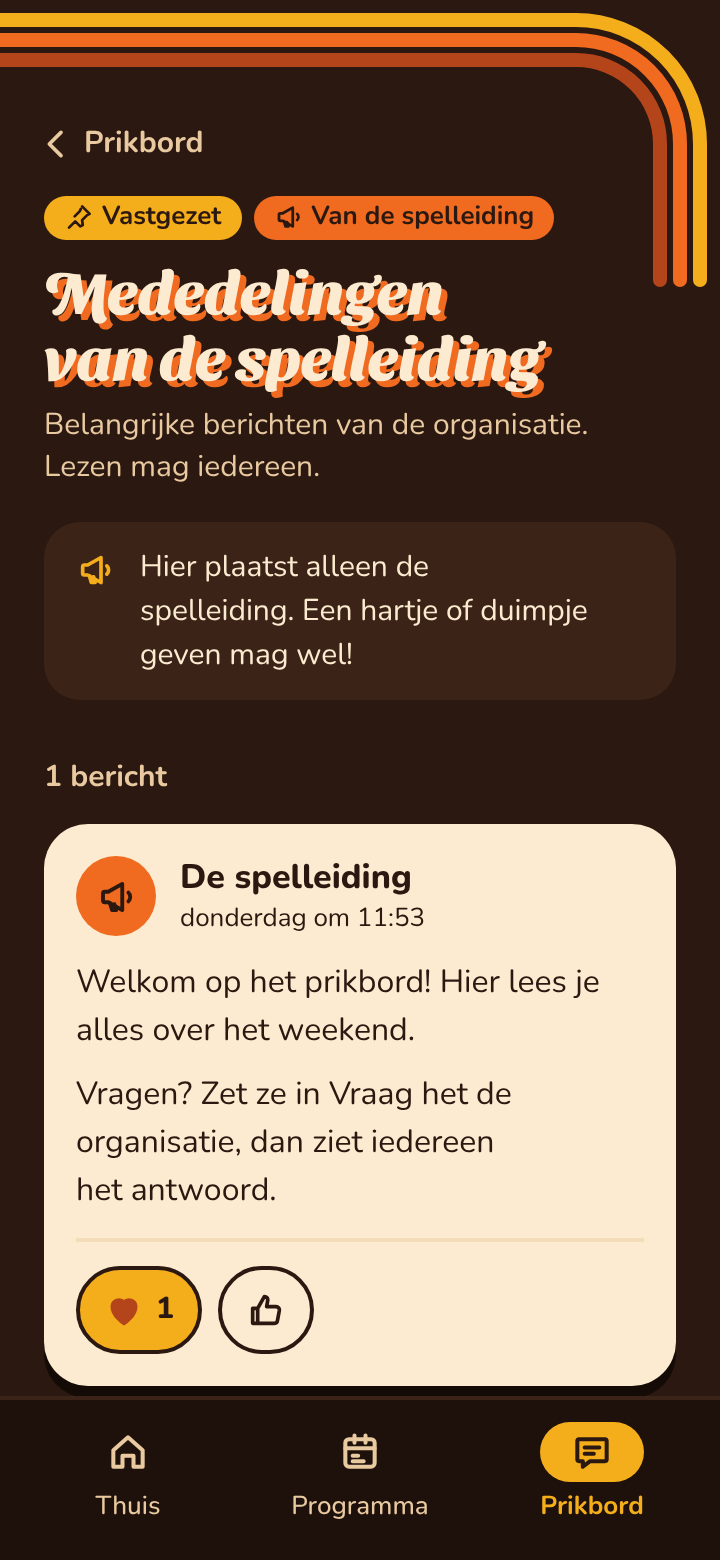 Prikbord
Vastgezet
Van de spelleiding
Mededelingen
van de spelleiding
Belangrijke berichten van de organisatie.
Lezen mag iedereen.
Hier plaatst alleen de
spelleiding. Een hartje of duimpje
geven mag wel!
1 bericht
De spelleiding
donderdag om 11:53
Welkom op het prikbord! Hier lees je
alles over het weekend.
Vragen? Zet ze in Vraag het de
organisatie, dan ziet iedereen
het antwoord.
1
Thuis
Programma
Prikbord